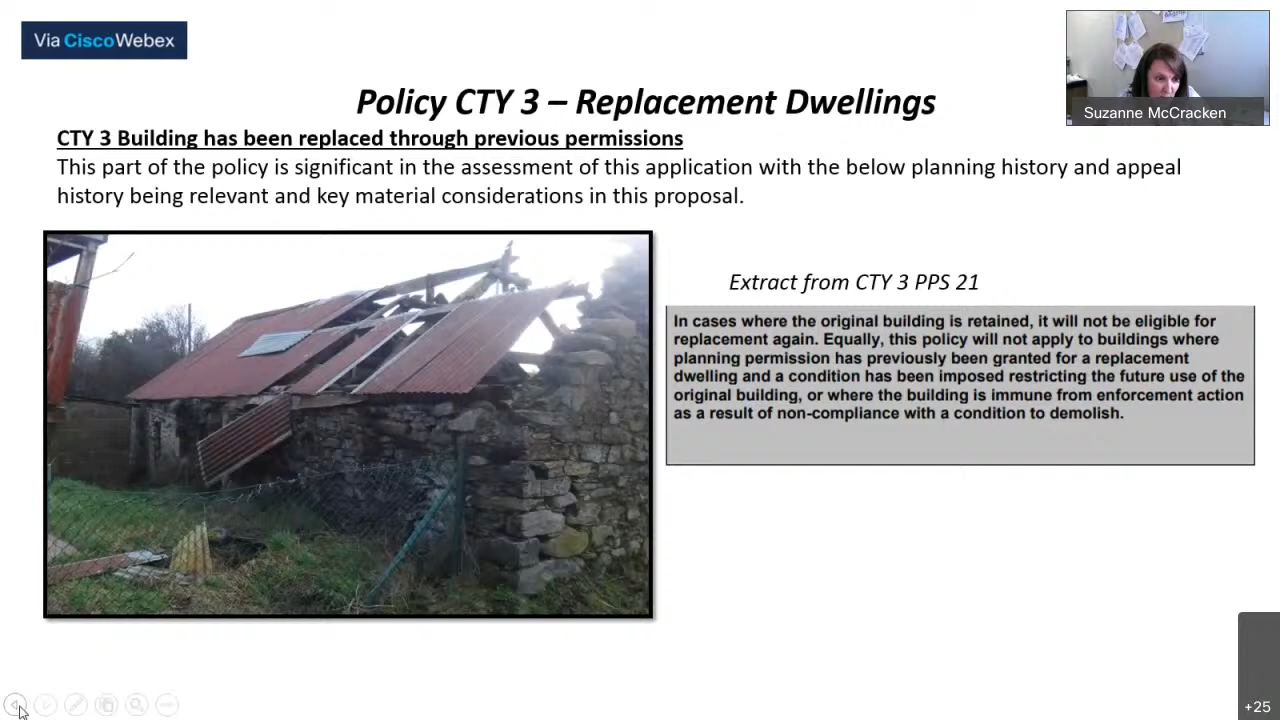 Via Cisco Webex
Suzanne McCracken
Policy CTY 3 – Replacement Dwellings
CTY 3 Building has been replaced through previous permissions
This part of the policy is significant in the assessment of this application with the below planning history and appeal
history being relevant and key material considerations in this proposal.
Extract from CTY 3 PPS 21
In cases where the original building is retained, it will not be eligible for
replacement again. Equally, this policy will not apply to buildings where
planning permission has previously been granted for a replacement
dwelling and a condition has been imposed restricting the future use of the
original building, or where the building is immune from enforcement action
as a result of non-compliance with a condition to demolish.
+25